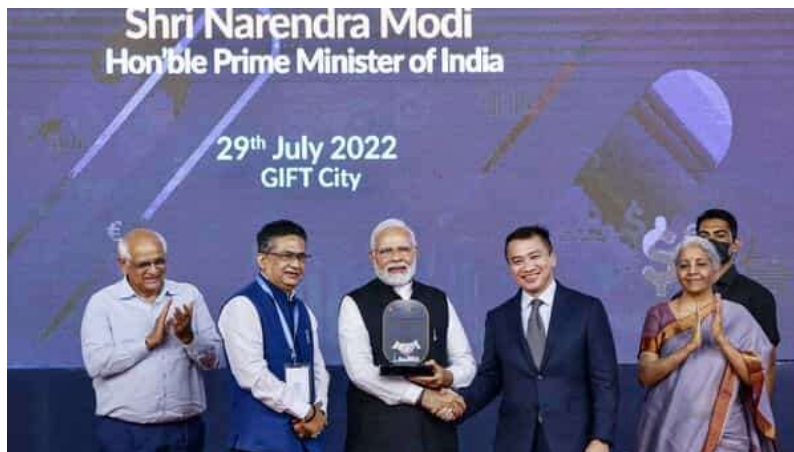 Shri Narendra Modi
Hon'ble Prime Minister of India
29th July 2022
GIFT City
€
$